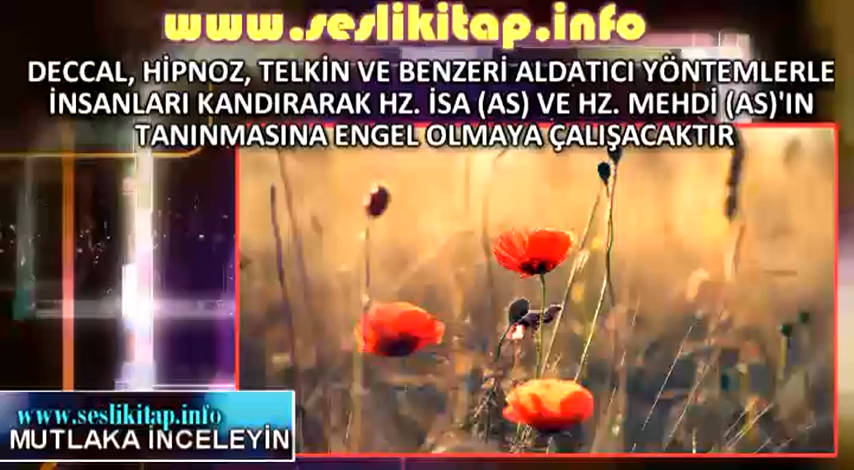 www.seslikitap.info
DECCAL, HİPNOZ, TELKİN VE BENZERİ ALDATICI YÖNTEMLERLE
İNSANLARI KANDIRARAK HZ. İSA (AS) VE HZ. MEHDİ (AS)'IN
TANINMASINA ENGEL OLMAYA ÇALIŞACAKTIR
www.seslikitap.info
MUTLAKA İNCELEYİN